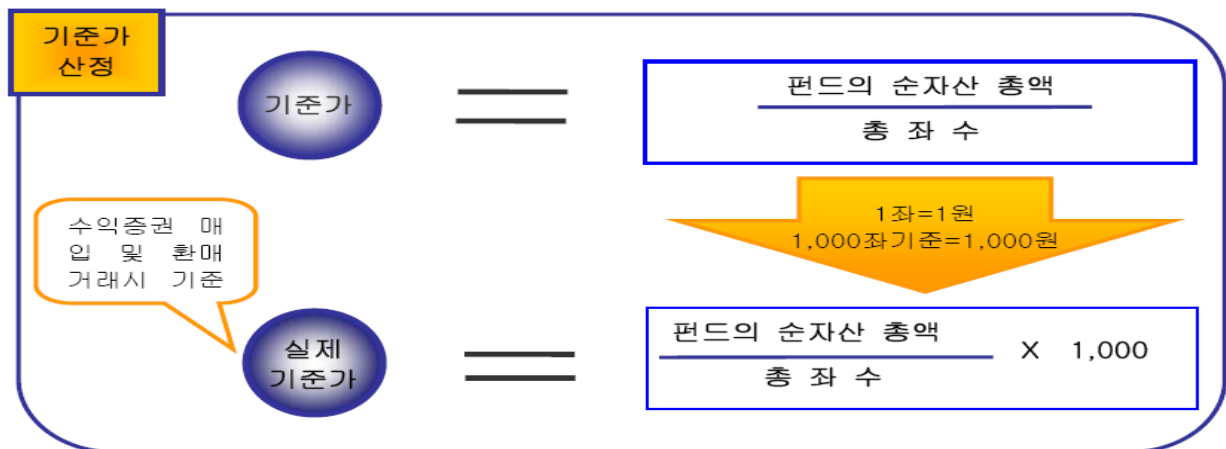 기준가
산정
기준가
펀드의 순자산 총액
총 좌 수
1좌=1원
1,000좌기준=1,000원
수익증권 매
입 및 환매
거래시 기준
실제
기준가
펀드의 순자산 총액
총 좌 수
X 1,000